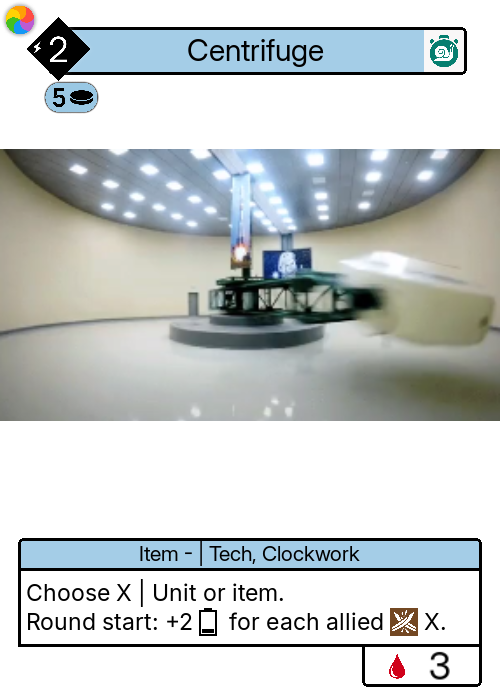 2
Centrifuge
5
Item - | Tech, Clockwork
Choose X | Unit or item.
Round start: +2 for each allied X.
3